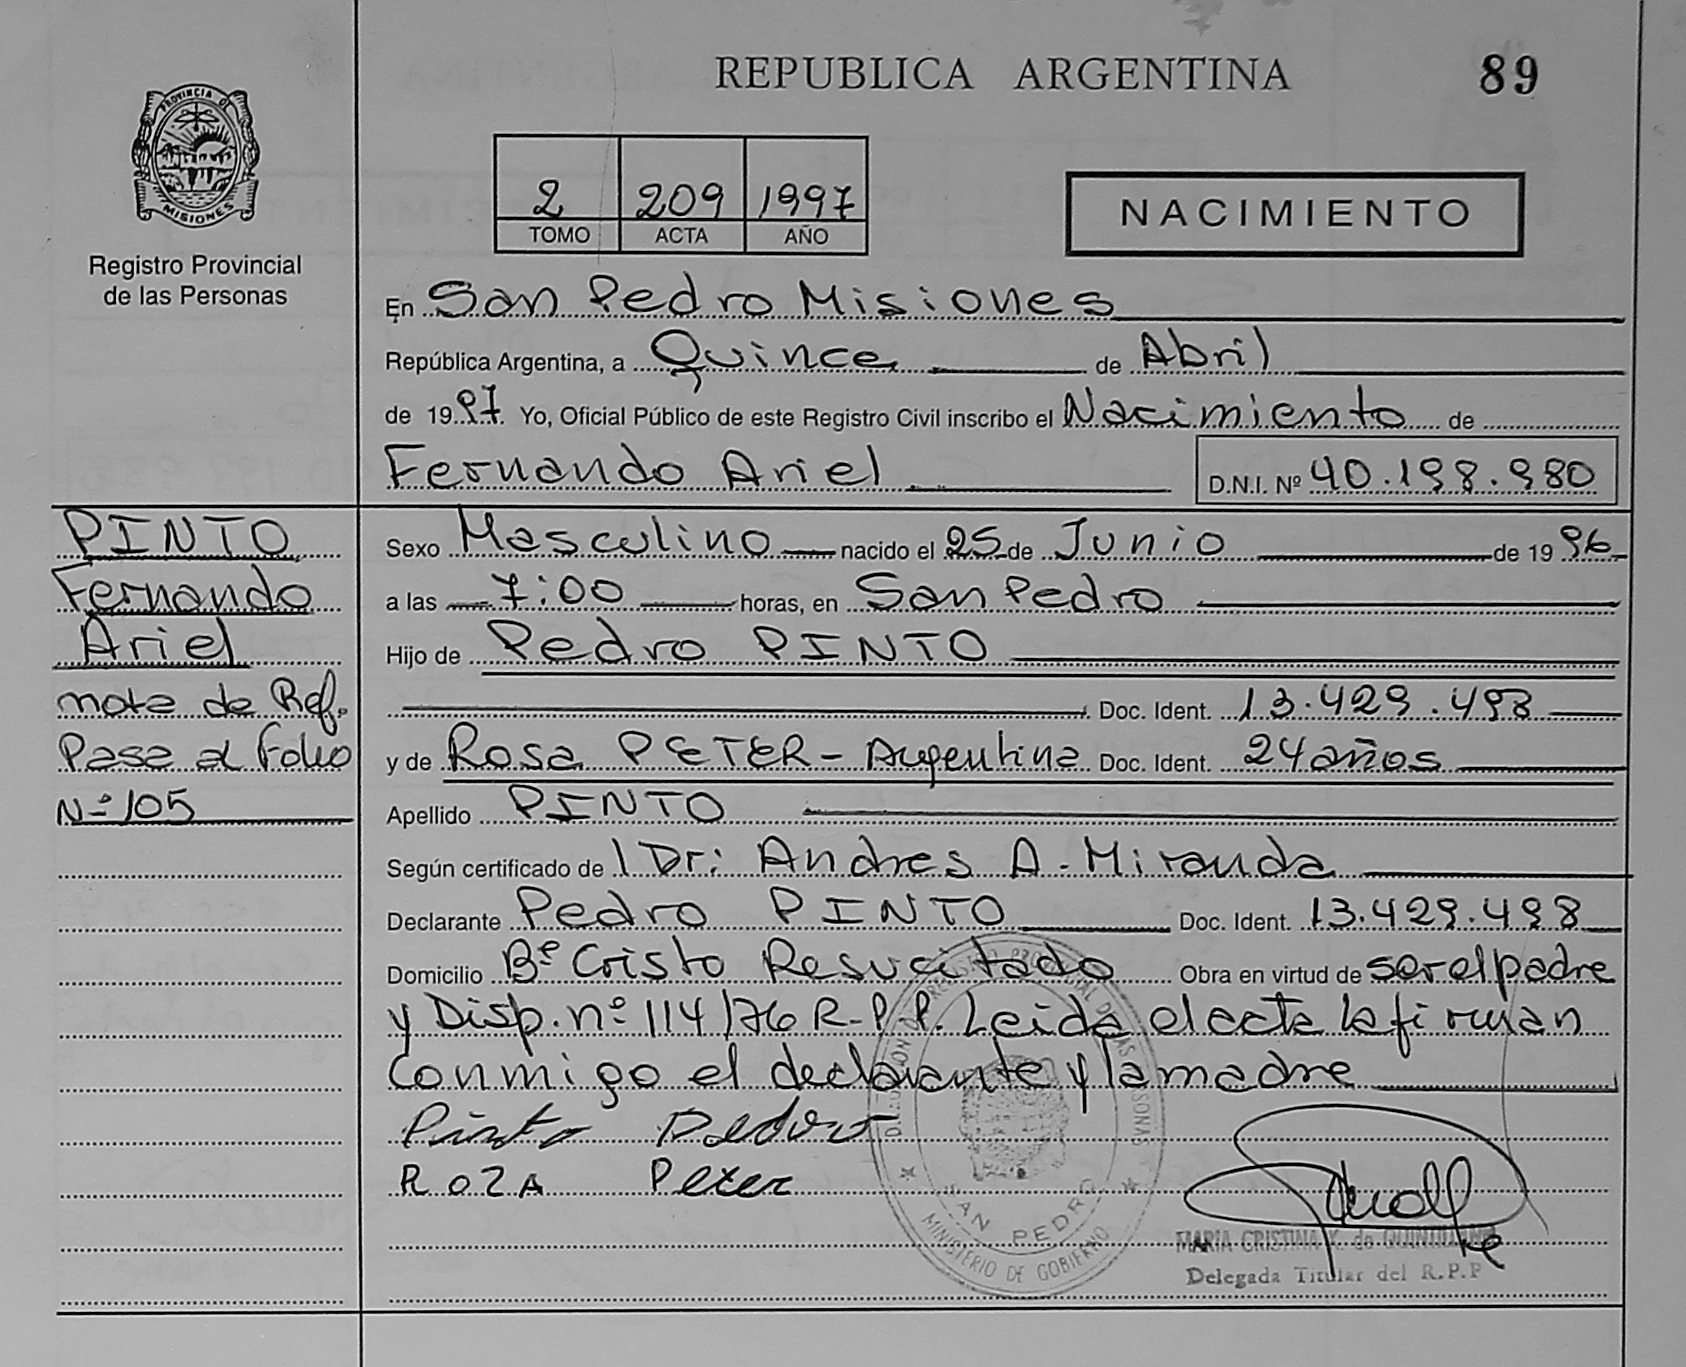 REPUBLICA ARGENTINA 89
PROVINCIA DE
MISIONES
Registro Provincial
de las Personas
2 209 1997
TOMO ACTA AÑO
NACIMIENTO
En San Pedro Misiones
República Argentina, a Quince de Abril
de 1997 Yo, Oficial Público de este Registro Civil inscribo el Nacimiento de
Fernando Ariel D.N.I. Nº 40.198.980
PINTO
Fernando
Ariel
nota de Ref.
Pasa al Folio
Nº 105
Sexo Masculino nacido el 25 de Junio de 1996
a las 7:00 horas, en San Pedro
Hijo de Pedro PINTO
Doc. Ident. 13.429.498
y de Rosa PETER - Argentina Doc. Ident. 24 años
Apellido PINTO
Según certificado de l Dr: Andres A. Miranda
Declarante Pedro PINTO Doc. Ident. 13.429.498
Domicilio Bº Cristo Resucitado Obra en virtud de ser el padre
y Disp. nº 114/76 R.P.P. Leida el acta la firman
conmigo el declarante y la madre
Pinto Pedro
ROZA Peter
SAN PEDRO
MINISTERIO DE GOBIERNO
MARIA CRISTINA de
Delegada Titular del R.P.P